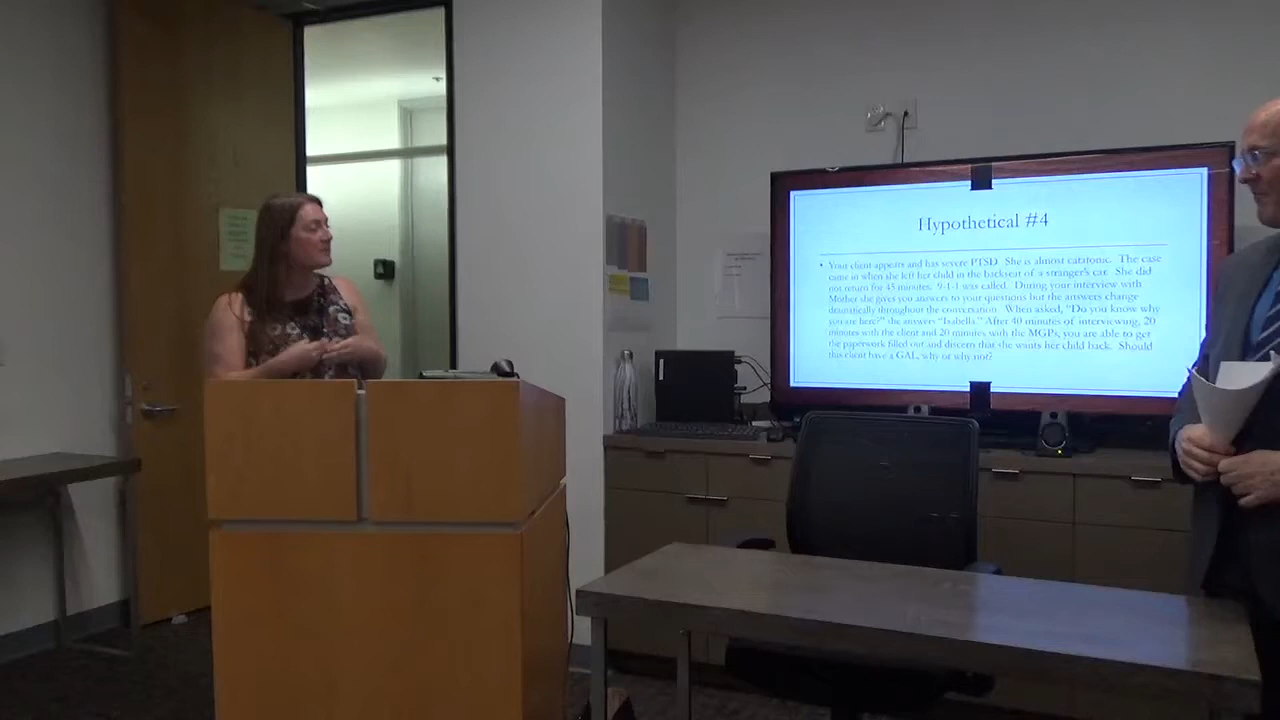 Hypothetical #4
• Your client appears and has severe PTSD. She is almost catatonic. The case
came in when she left her child in the backseat of a stranger's car. She did
not return for 45 minutes. 9-1-1 was called. During your interview with
Mother she gives you answers to your questions but the answers change
dramatically throughout the conversation. When asked, "Do you know why
you are here?" she answers "Isabella." After 40 minutes of interviewing, 20
minutes with the client and 20 minutes with the MGPs, you are able to get
the paperwork filled out and discern that she wants her child back. Should
this client have a GAL, why or why not?